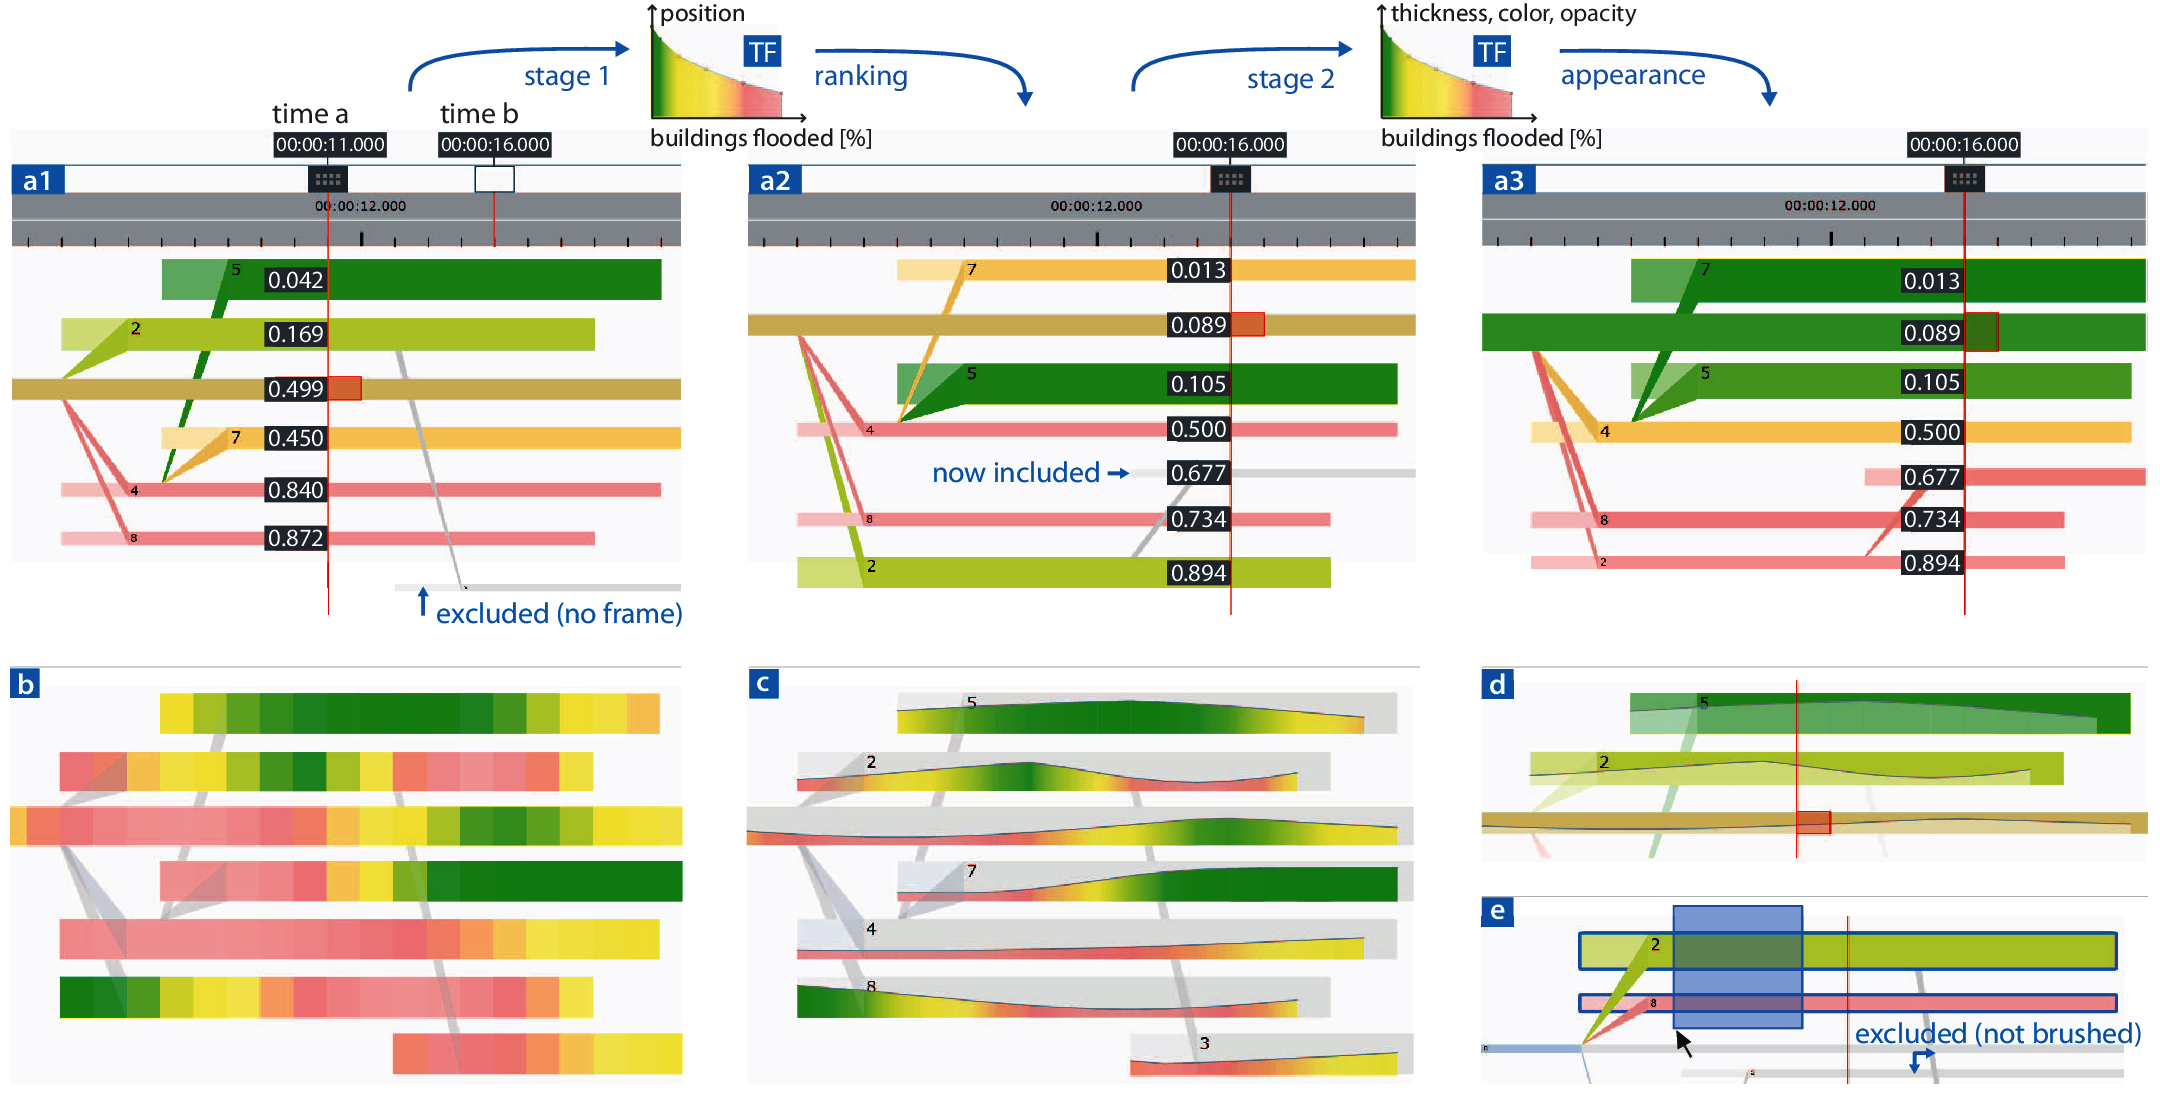 position
TF
stage 1
ranking
buildings flooded [%]
thickness, color, opacity
TF
stage 2
appearance
buildings flooded [%]
time a
time b
00:00:11.000
00:00:16.000
a1
00:00:12.000
5
0.042
2
0.169
0.499
7
0.450
4
0.840
8
0.872
excluded (no frame)
00:00:16.000
a2
00:00:12.000
7
0.013
0.089
5
0.105
4
0.500
now included
0.677
8
0.734
2
0.894
00:00:16.000
a3
00:00:12.000
7
0.013
0.089
5
0.105
4
0.500
0.677
8
0.734
2
0.894
b
c
5
2
7
4
8
3
d
5
2
e
2
8
excluded (not brushed)